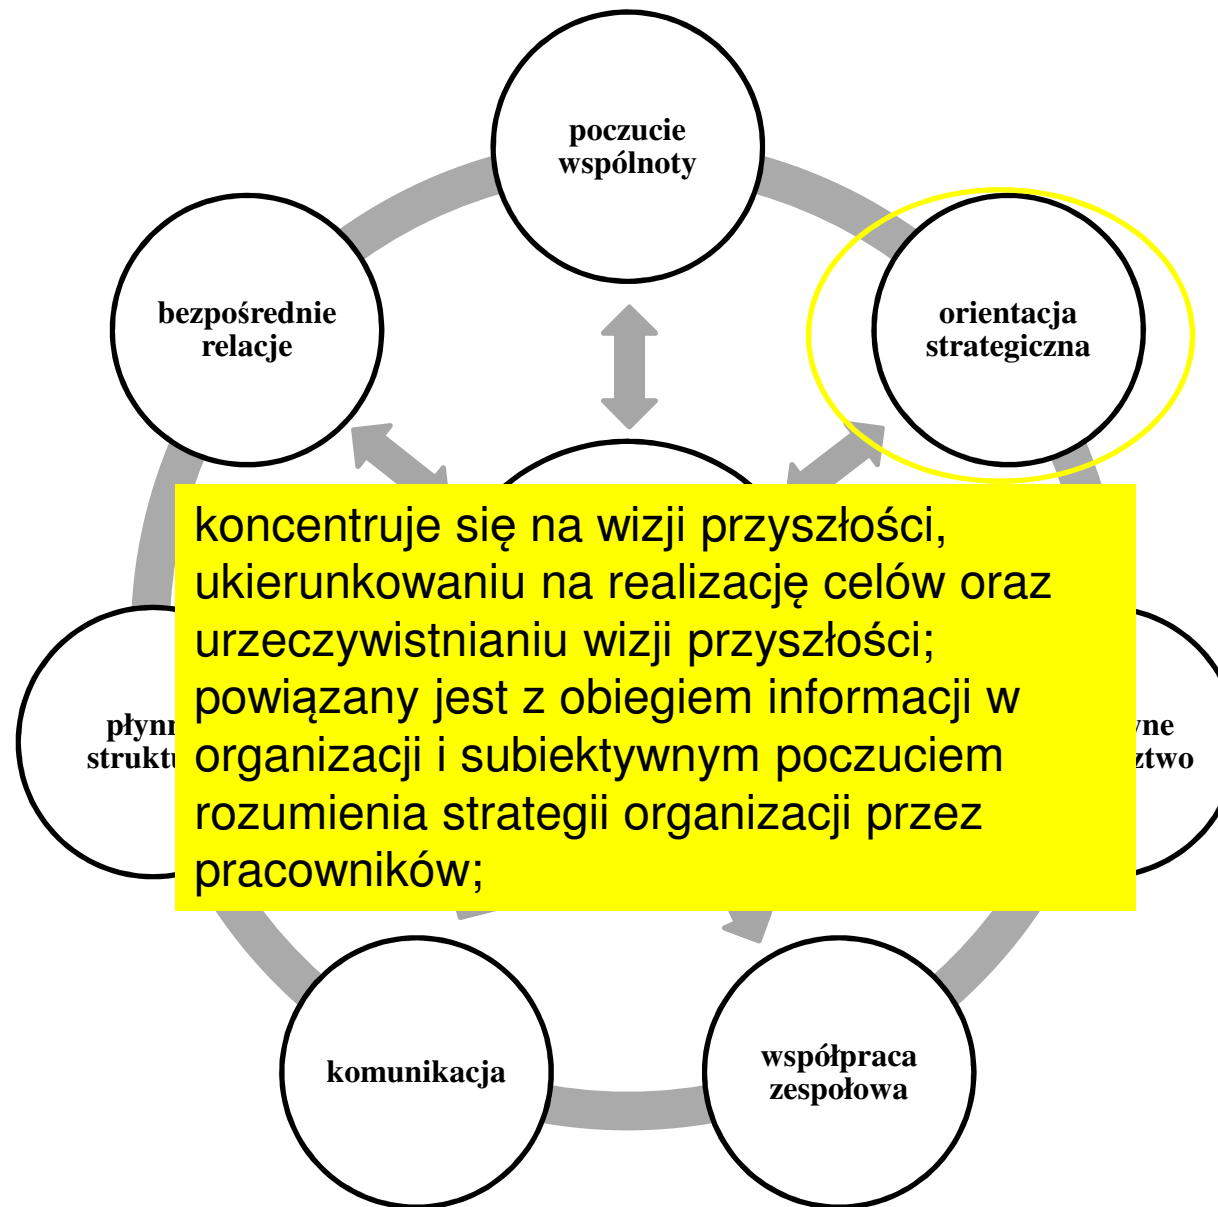 poczucie
wspólnoty
bezpośrednie
relacje
orientacja
strategiczna
koncentruje się na wizji przyszłości,
ukierunkowaniu na realizację celów oraz
urzeczywistnianiu wizji przyszłości;
powiązany jest z obiegiem informacji w
organizacji i subiektywnym poczuciem
rozumienia strategii organizacji przez
pracowników;
komunikacja
współpraca
zespołowa